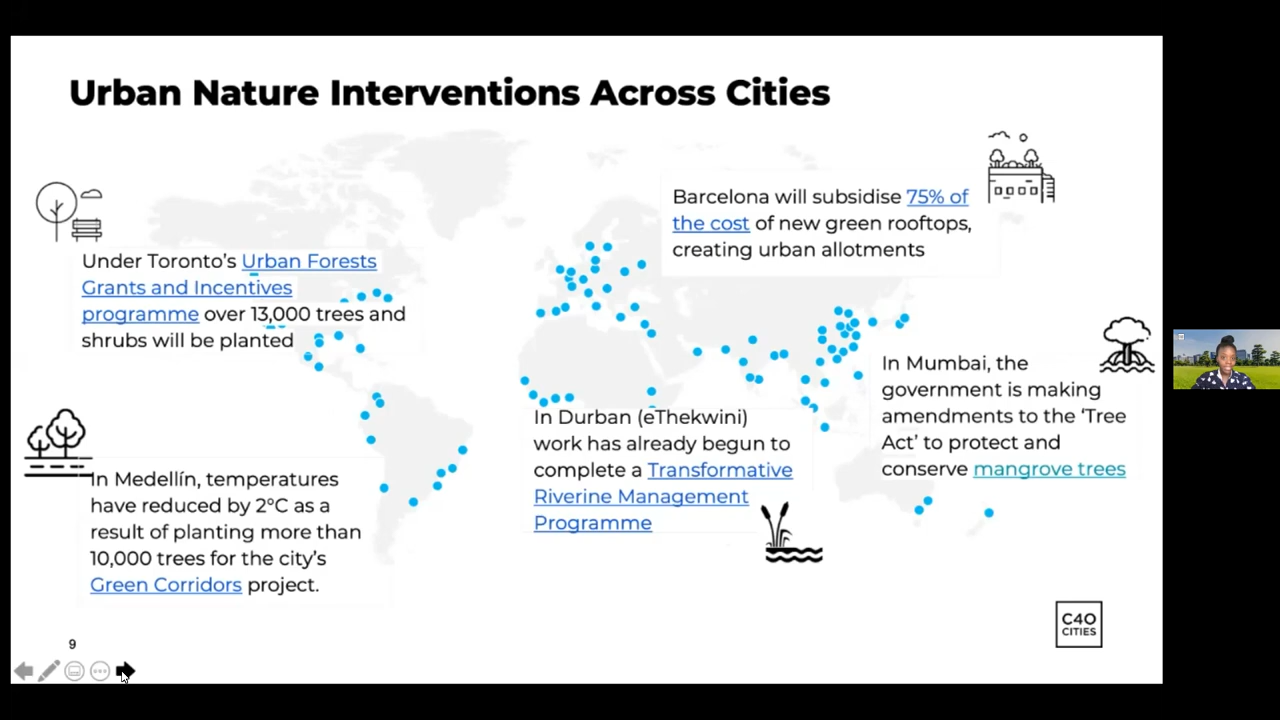 Urban Nature Interventions Across Cities
Under Toronto's Urban Forests
Grants and Incentives
programme over 13,000 trees and
shrubs will be planted
Barcelona will subsidise 75% of
the cost of new green rooftops,
creating urban allotments
In Mumbai, the
government is making
amendments to the 'Tree
Act' to protect and
conserve mangrove trees
In Durban (eThekwini)
work has already begun to
complete a Transformative
Riverine Management
Programme
In Medellín, temperatures
have reduced by 2°C as a
result of planting more than
10,000 trees for the city's
Green Corridors project.
C40
CITIES
9